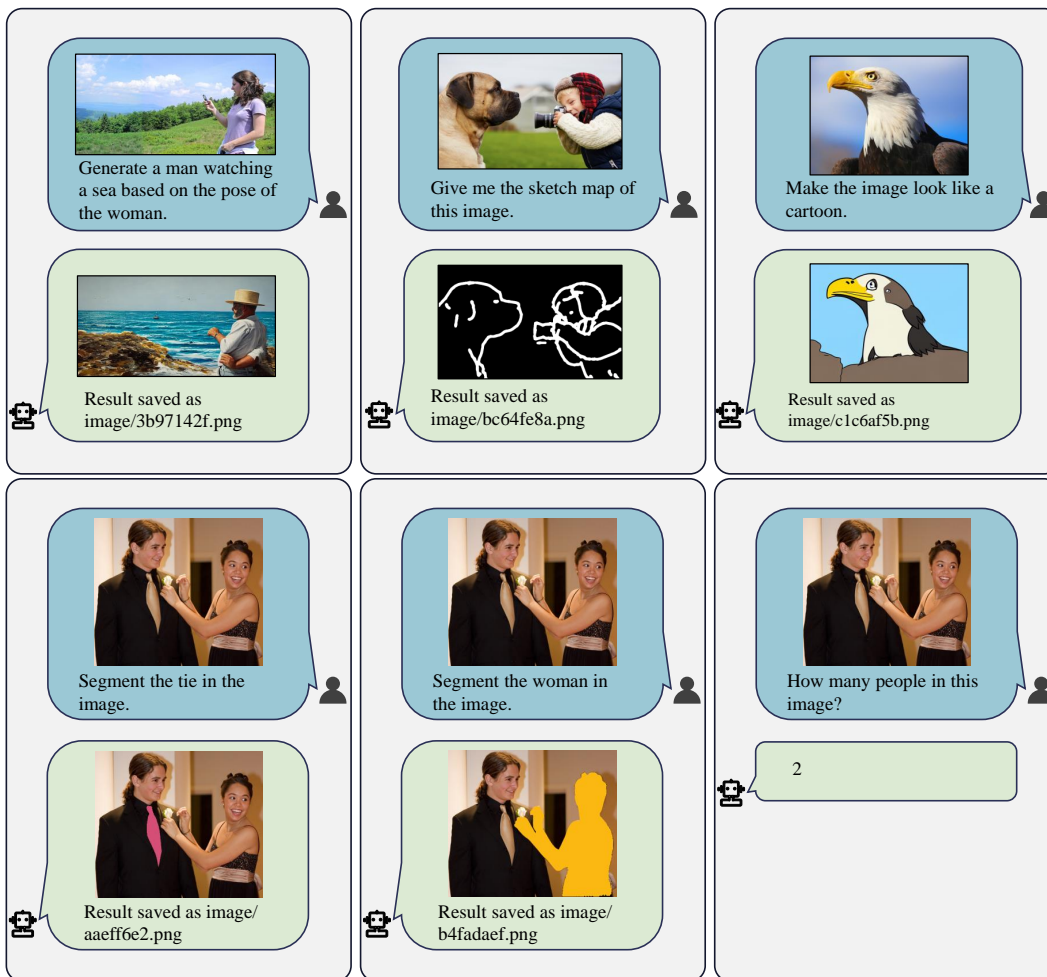 Generate a man watching
a sea based on the pose of
the woman.
Result saved as
image/3b97142f.png
Give me the sketch map of
this image.
Result saved as
image/bc64fe8a.png
Make the image look like a
cartoon.
Result saved as
image/c1c6af5b.png
Segment the tie in the
image.
Result saved as image/
aaeff6e2.png
Segment the woman in
the image.
Result saved as image/
b4fadaef.png
How many people in this
image?
2